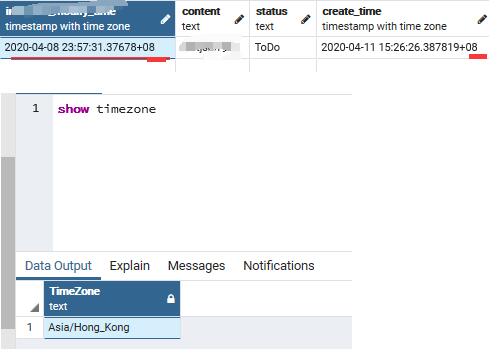 content status create_time
timestamp with time zone text text timestamp with time zone
2020-04-08 23:57:31.37678+08 ToDo 2020-04-11 15:26:26.387819+08
1 show timezone
Data Output Explain Messages Notifications
TimeZone
text
1 Asia/Hong_Kong